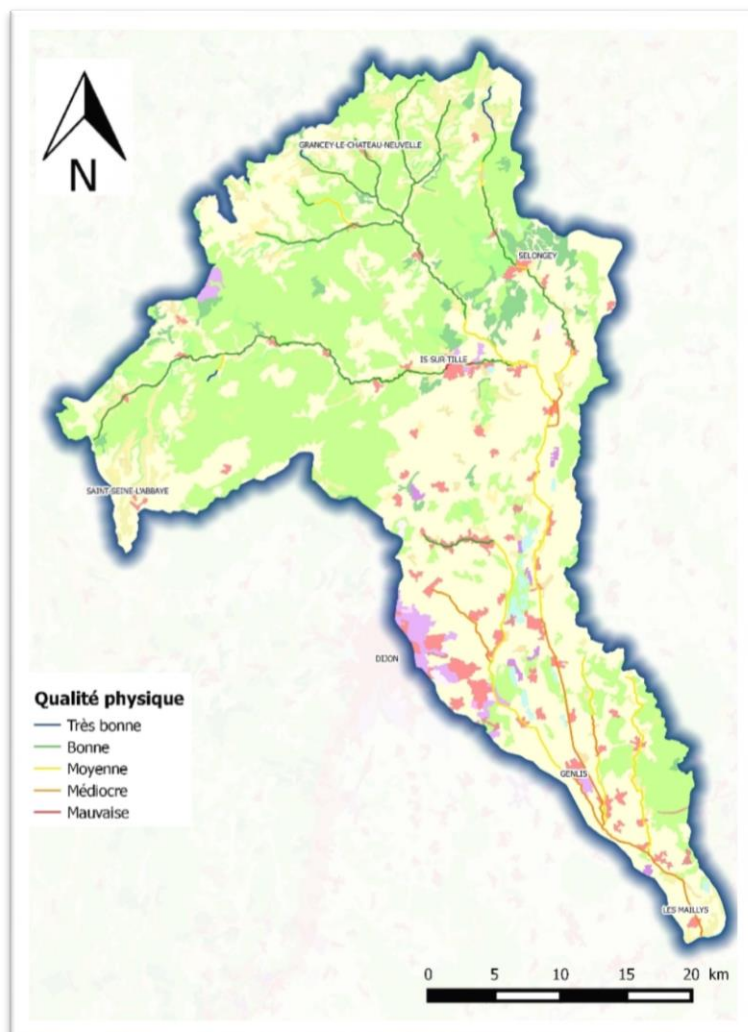 N
GRANCEY-LE-CHATEAU-NEUVELLE
SELONGEY
IS-SUR-TILLE
SAINT-SEINE-L'ABBAYE
DIJON
Qualité physique
Très bonne
Bonne
Moyenne
Médiocre
Mauvaise
GENLIS
LES MAILLYS
0 5 10 15 20 km